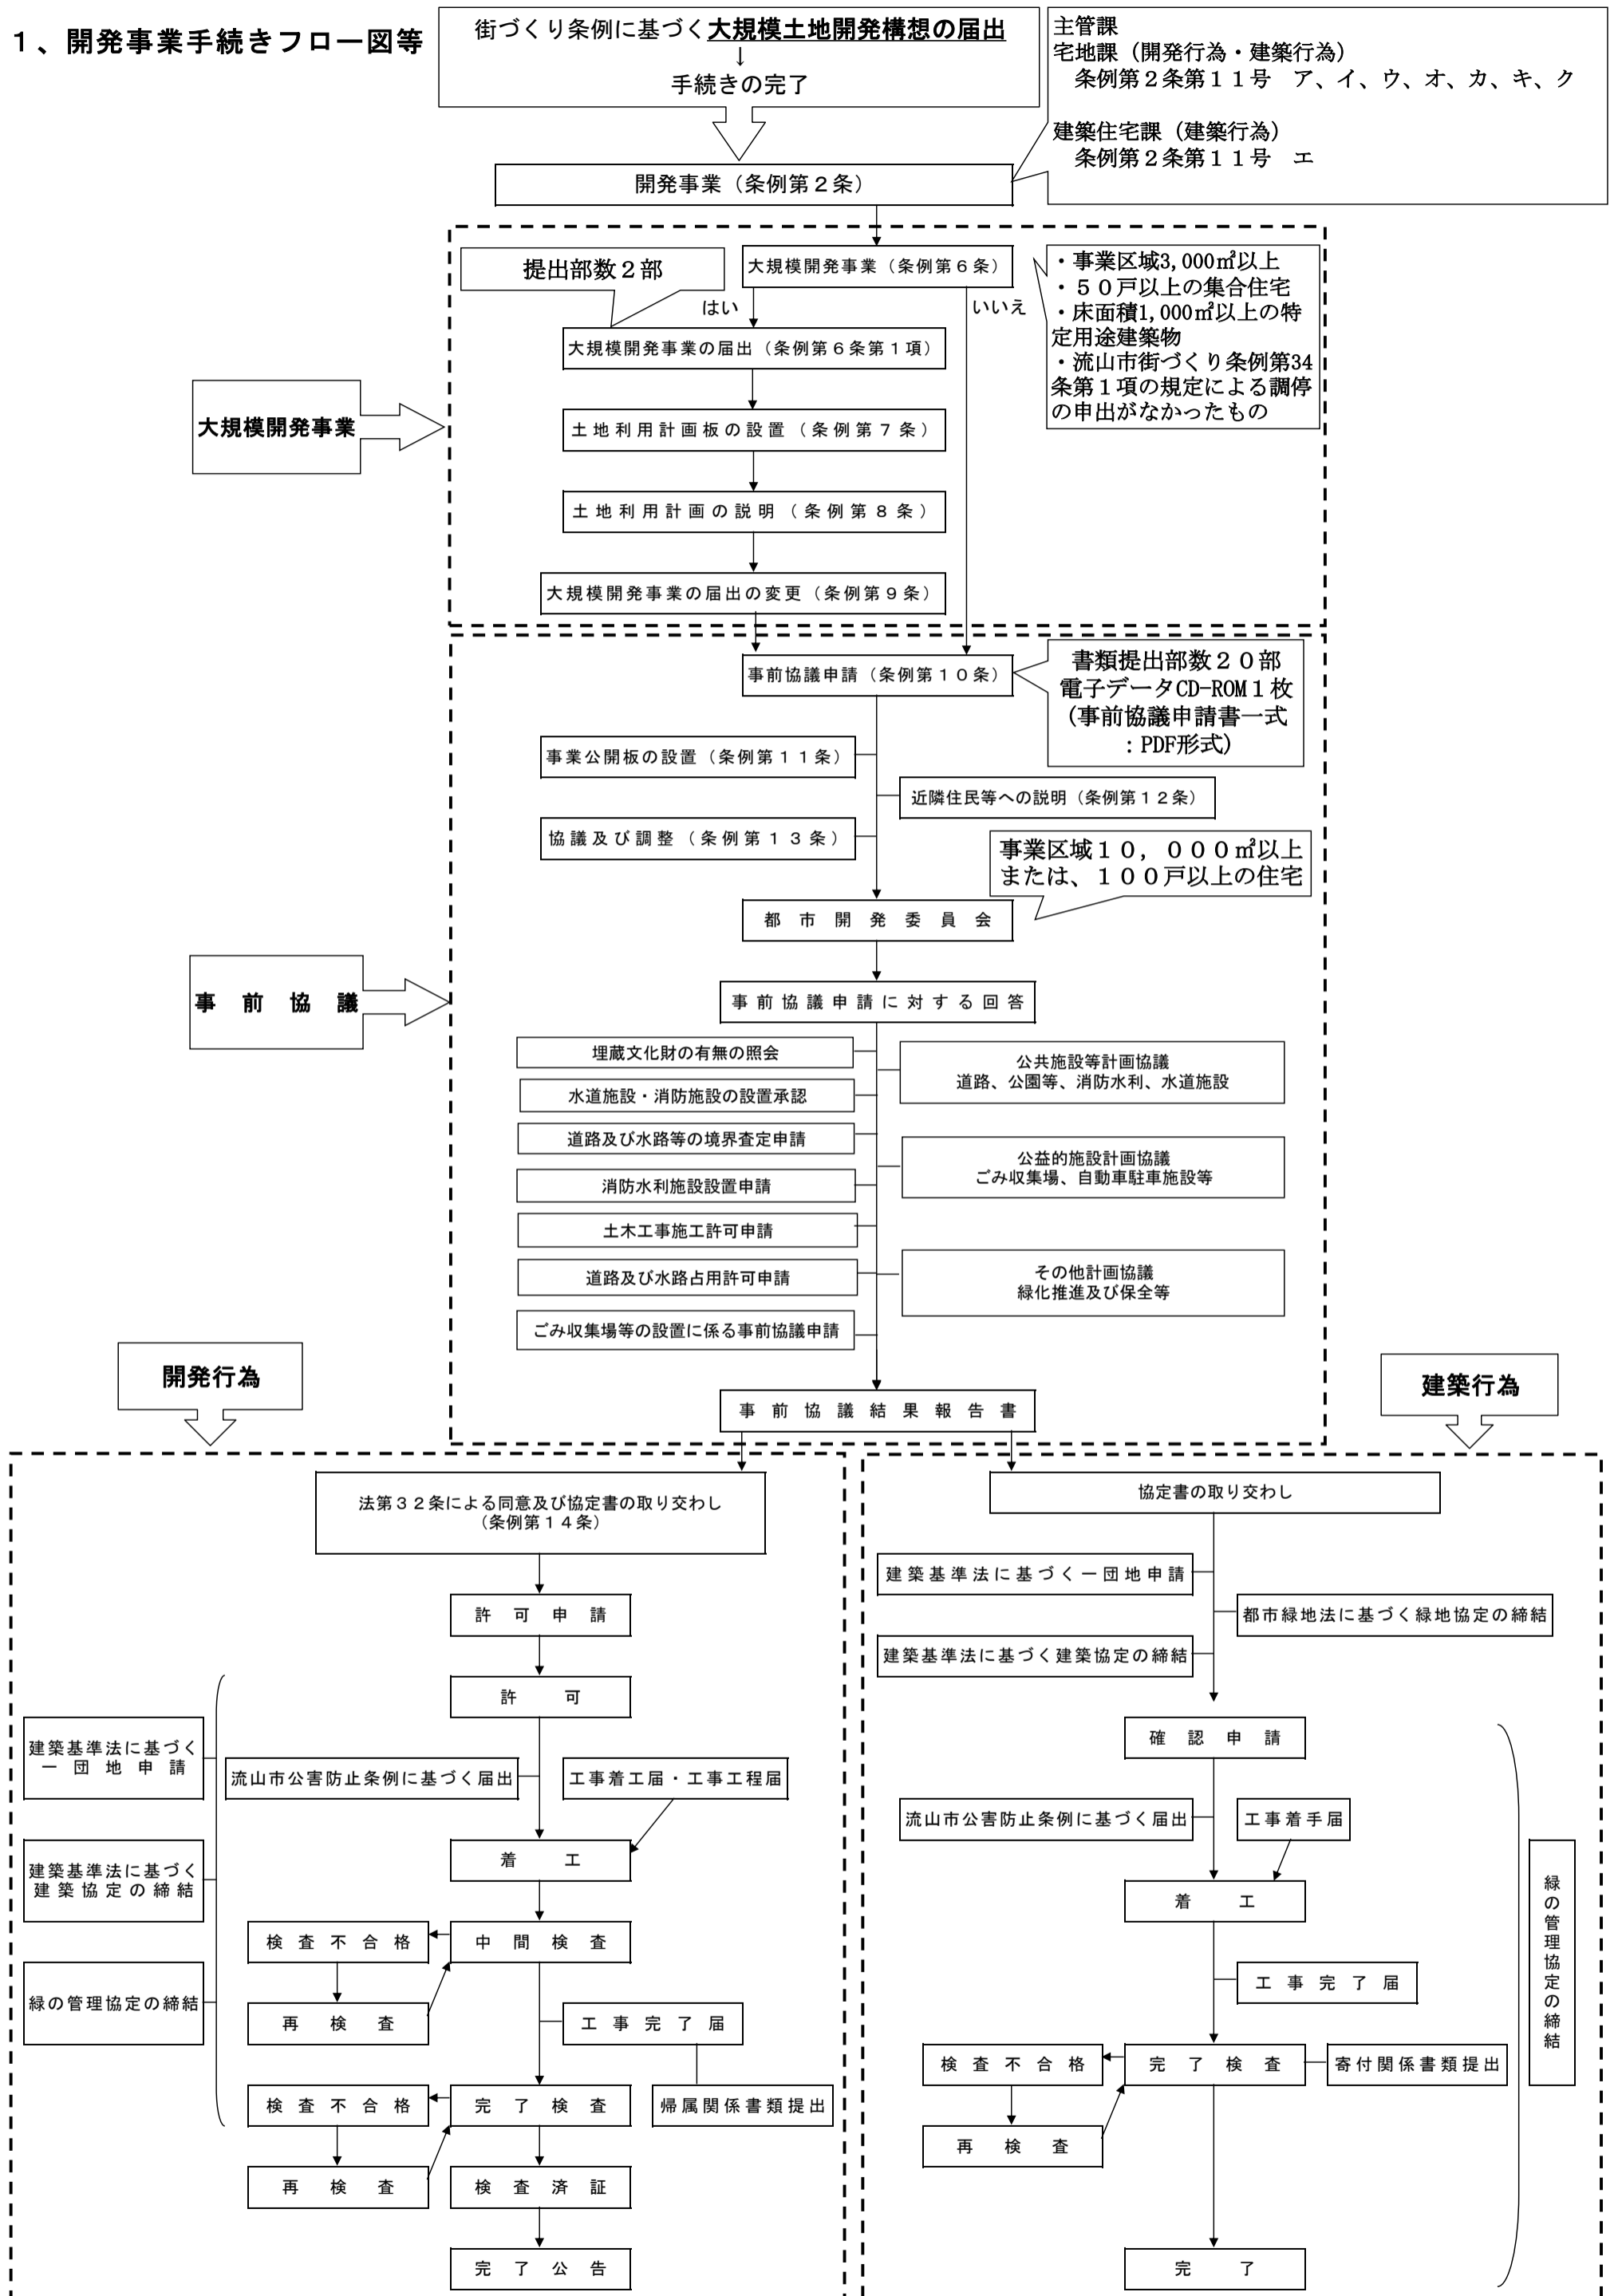 １、開発事業手続きフロー図等
街づくり条例に基づく大規模土地開発構想の届出
↓
手続きの完了
主管課
宅地課（開発行為・建築行為）
条例第２条第１１号　ア、イ、ウ、オ、カ、キ、ク
建築住宅課（建築行為）
条例第２条第１１号　エ
開発事業（条例第２条）
提出部数２部
大規模開発事業（条例第６条）
・事業区域3,000㎡以上
・５０戸以上の集合住宅
・床面積1,000㎡以上の特
定用途建築物
・流山市街づくり条例第34
条第１項の規定による調停
の申出がなかったもの
はい
いいえ
大規模開発事業の届出（条例第６条第１項）
大規模開発事業
土地利用計画板の設置（条例第７条）
土地利用計画の説明（条例第８条）
大規模開発事業の届出の変更（条例第９条）
事前協議申請（条例第１０条）
書類提出部数２０部
電子データCD-ROM１枚
（事前協議申請書一式
：PDF形式）
事業公開板の設置（条例第１１条）
近隣住民等への説明（条例第１２条）
協議及び調整（条例第１３条）
事業区域１０，０００㎡以上
または、１００戸以上の住宅
都市開発委員会
事前協議
事前協議申請に対する回答
埋蔵文化財の有無の照会
公共施設等計画協議
道路、公園等、消防水利、水道施設
水道施設・消防施設の設置承認
道路及び水路等の境界査定申請
公益的施設計画協議
ごみ収集場、自動車駐車施設等
消防水利施設設置申請
土木工事施工許可申請
道路及び水路占用許可申請
その他計画協議
緑化推進及び保全等
ごみ収集場等の設置に係る事前協議申請
開発行為
建築行為
事前協議結果報告書
法第３２条による同意及び協定書の取り交わし
（条例第１４条）
許可申請
許可
建築基準法に基づく
一団地申請
流山市公害防止条例に基づく届出
工事着工届・工事工程届
着工
建築基準法に基づく
建築協定の締結
検査不合格
中間検査
緑の管理協定の締結
再検査
工事完了届
検査不合格
完了検査
帰属関係書類提出
再検査
検査済証
完了公告
協定書の取り交わし
建築基準法に基づく一団地申請
都市緑地法に基づく緑地協定の締結
建築基準法に基づく建築協定の締結
確認申請
流山市公害防止条例に基づく届出
工事着手届
着工
緑の管理協定の締結
工事完了届
検査不合格
完了検査
寄付関係書類提出
再検査
完了